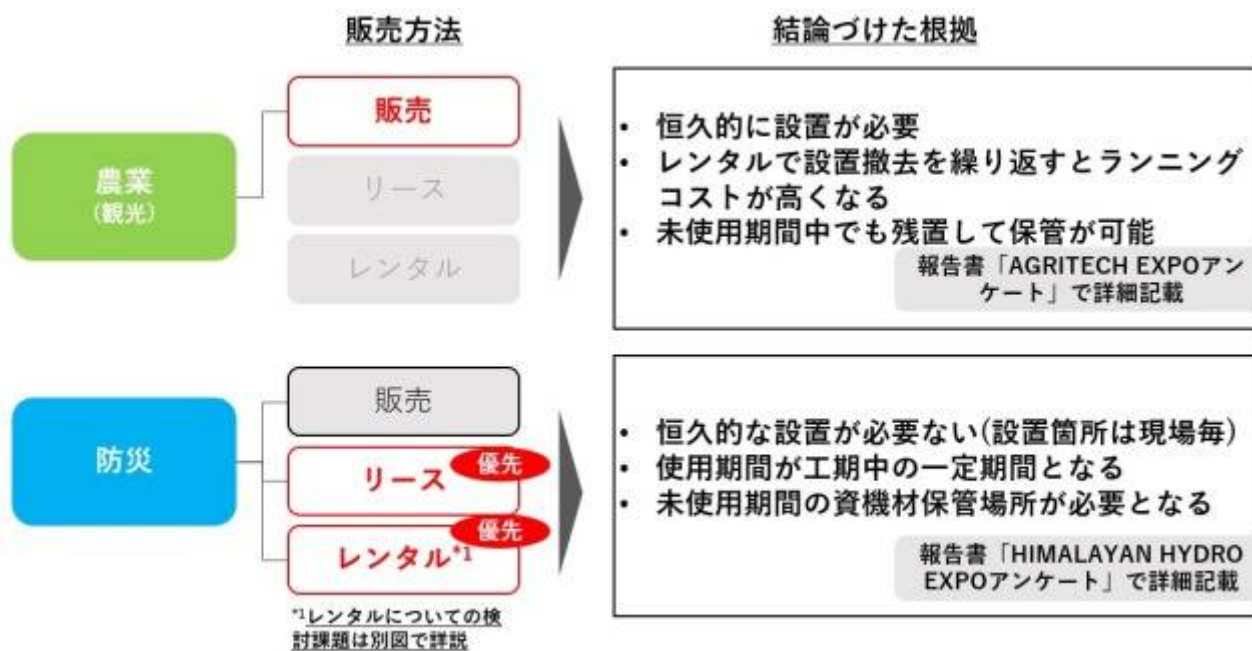 販売方法
結論づけた根拠
農業
(観光)
販売
リース
レンタル
• 恒久的に設置が必要
• レンタルで設置撤去を繰り返すとランニング
コストが高くなる
• 未使用期間中でも残置して保管が可能
報告書「AGRITECH EXPOアン
ケート」で詳細記載
防災
販売
リース
優先
レンタル*1
優先
*1レンタルについての検
討課題は別図で詳説
• 恒久的な設置が必要ない(設置箇所は現場毎)
• 使用期間が工期中の一定期間となる
• 未使用期間の資機材保管場所が必要となる
報告書「HIMALAYAN HYDRO
EXPOアンケート」で詳細記載